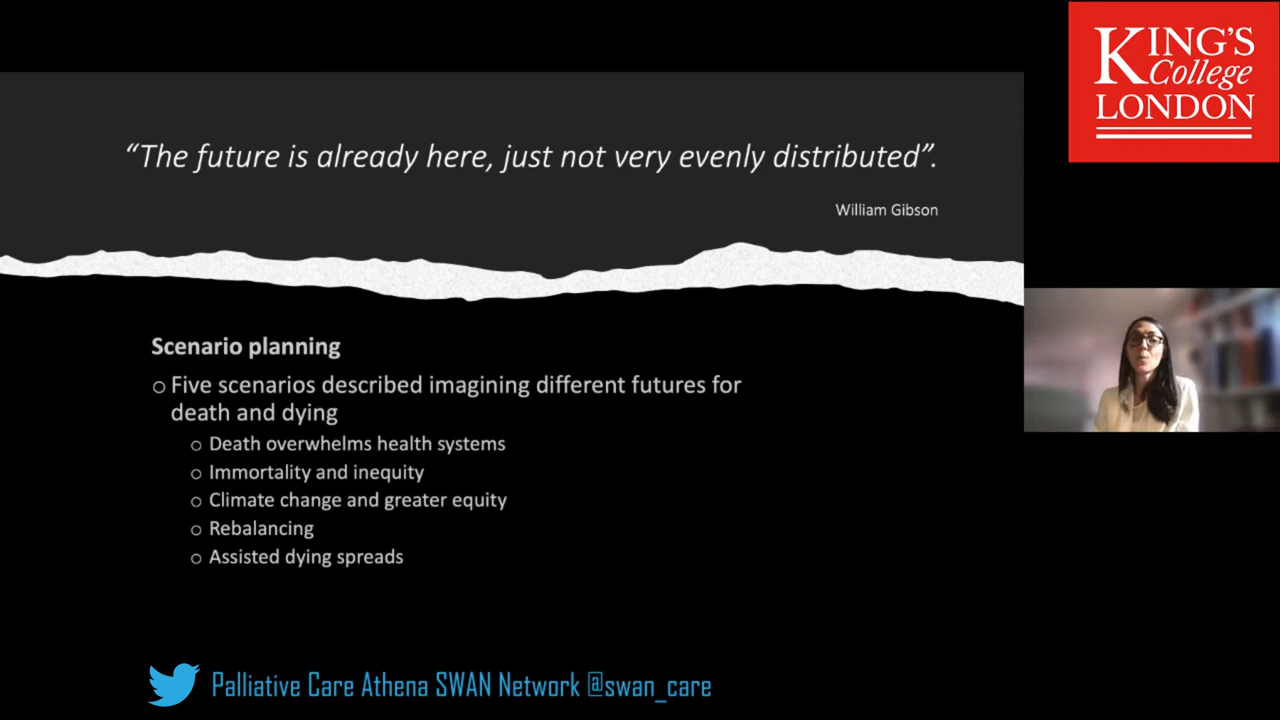 “The future is already here, just not very evenly distributed”.
William Gibson
KING'S
College
LONDON
Scenario planning
Five scenarios described imagining different futures for
death and dying
Death overwhelms health systems
Immortality and inequity
Climate change and greater equity
Rebalancing
Assisted dying spreads
Palliative Care Athena SWAN Network @swan_care